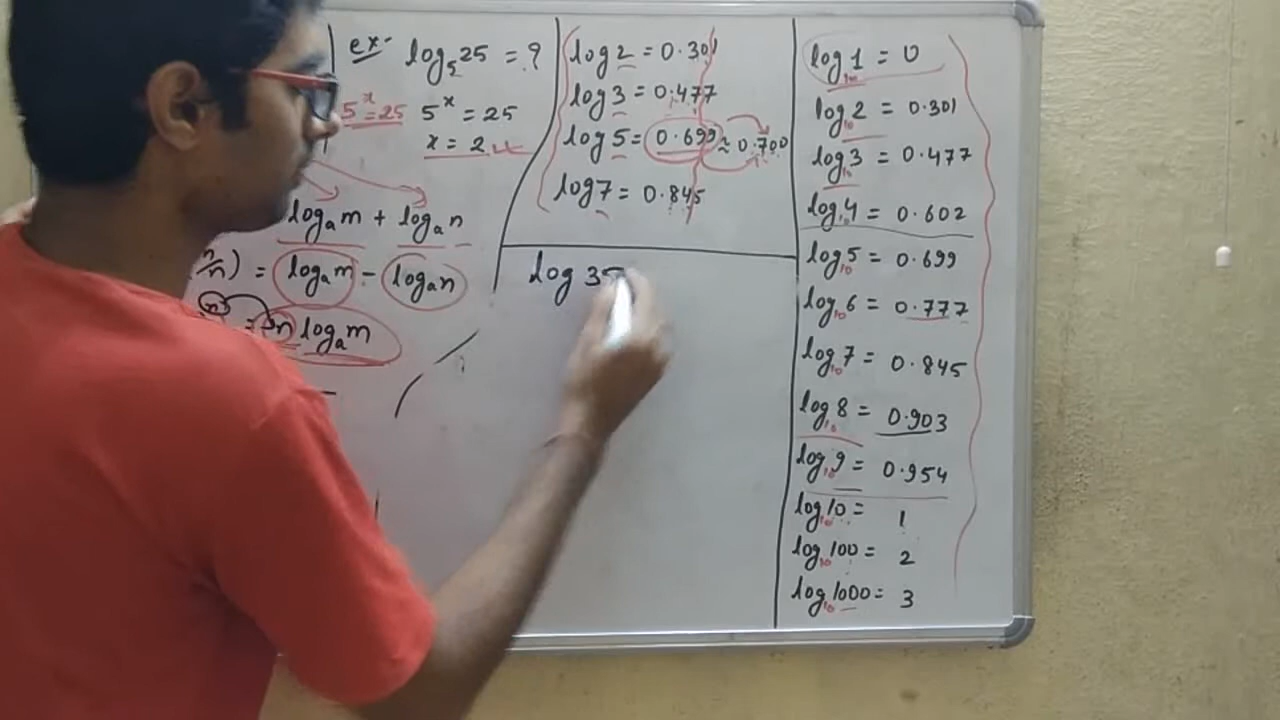 ex- log₅25 = ?
5ˣ=25 5ˣ = 25
x = 2
logₐm + logₐn
= logₐm - logₐn
= n logₐm
log 2 = 0.301
log 3 = 0.477
log 5 = 0.699 ≈ 0.700
log 7 = 0.845
log 35
log₁₀1 = 0
log₁₀2 = 0.301
log₁₀3 = 0.477
log₁₀4 = 0.602
log₁₀5 = 0.699
log₁₀6 = 0.777
log₁₀7 = 0.845
log₁₀8 = 0.903
log₁₀9 = 0.954
log₁₀10 = 1
log₁₀100 = 2
log₁₀1000 = 3